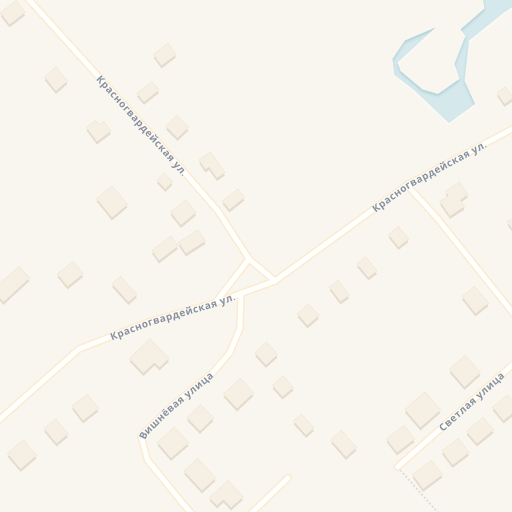 Красногвардейская ул.
Красногвардейская ул.
Красногвардейская ул.
Вишнёвая улица
Светлая улица